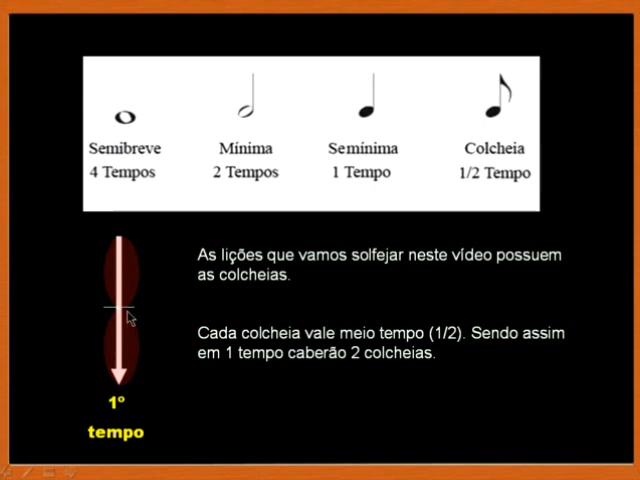 Semibreve Mínima Semínima Colcheia
4 Tempos 2 Tempos 1 Tempo 1/2 Tempo
As lições que vamos solfejar neste vídeo possuem
as colcheias.
Cada colcheia vale meio tempo (1/2). Sendo assim
em 1 tempo caberão 2 colcheias.
1º
tempo